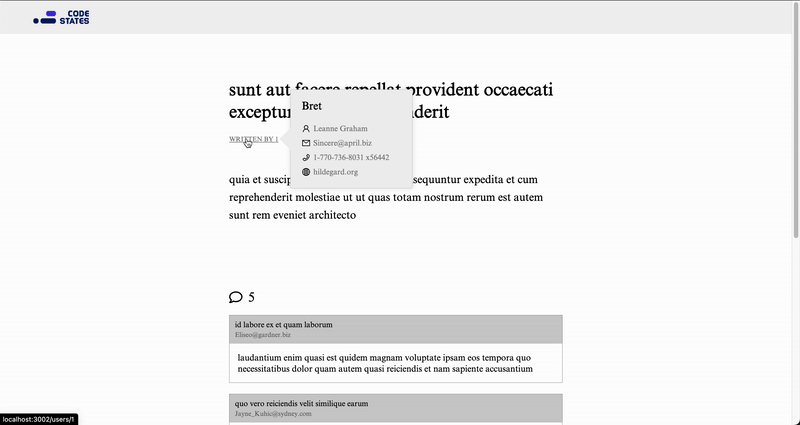 CODE
STATES
sunt aut facere repellat provident occaecati
exceptur
derit
WRITTEN BY 1
Bret
Leanne Graham
Sincere@april.biz
1-770-736-8031 x56442
hildegard.org
quia et suscip
sequuntur expedita et cum
reprehenderit molestiae ut ut quas totam nostrum rerum est autem
sunt rem eveniet architecto
5
id labore ex et quam laborum
Eliseo@gardner.biz
laudantium enim quasi est quidem magnam voluptate ipsam eos tempora quo
necessitatibus dolor quam autem quasi reiciendis et nam sapiente accusantium
quo vero reiciendis velit similique earum
Jayne_Kuhic@sydney.com
localhost:3002/users/1